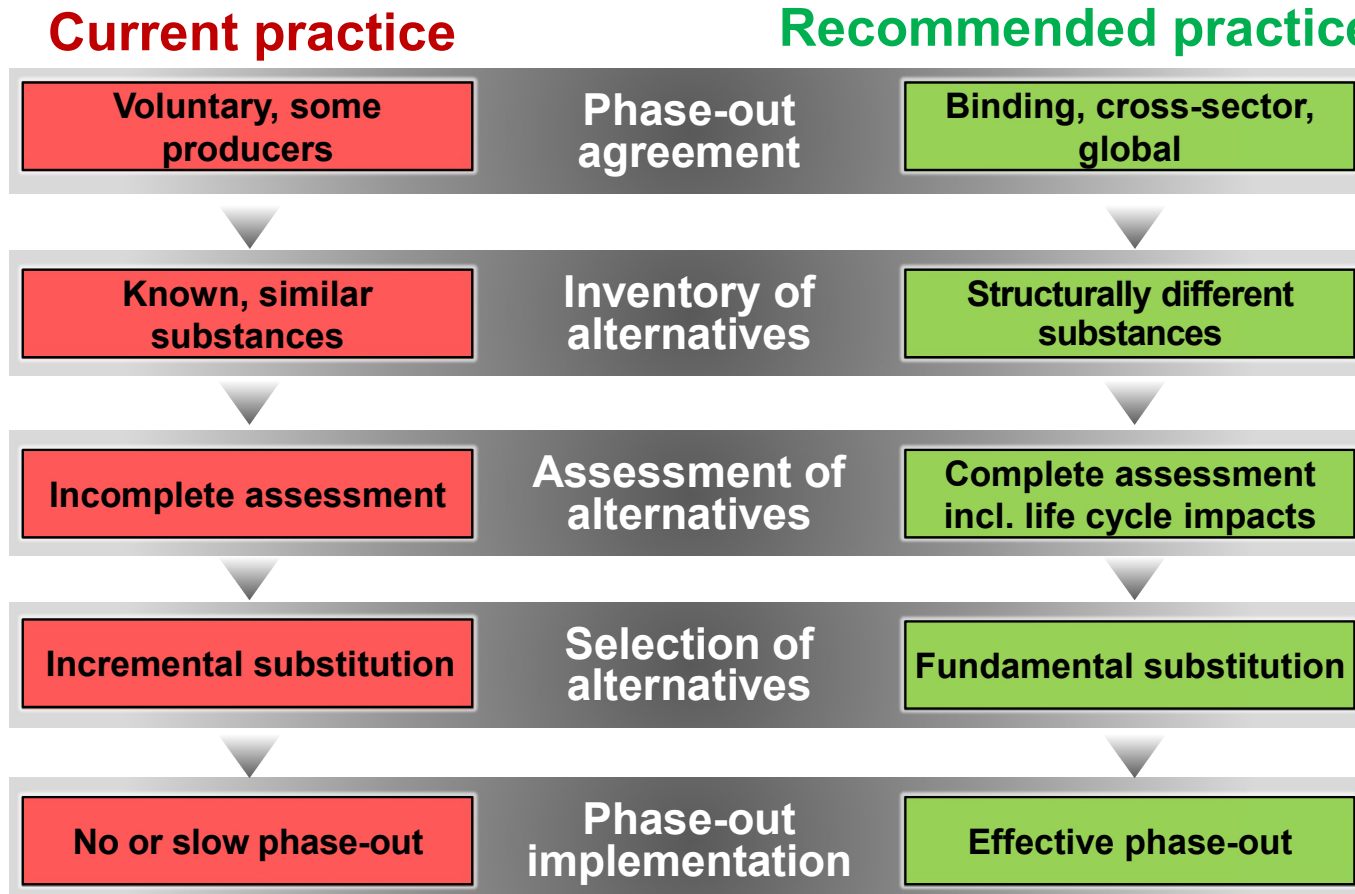 Current practice
Recommended practice
Voluntary, some
producers
Phase-out
agreement
Binding, cross-sector,
global
Known, similar
substances
Inventory of
alternatives
Structurally different
substances
Incomplete assessment
Assessment of
alternatives
Complete assessment
incl. life cycle impacts
Incremental substitution
Selection of
alternatives
Fundamental substitution
No or slow phase-out
Phase-out
implementation
Effective phase-out